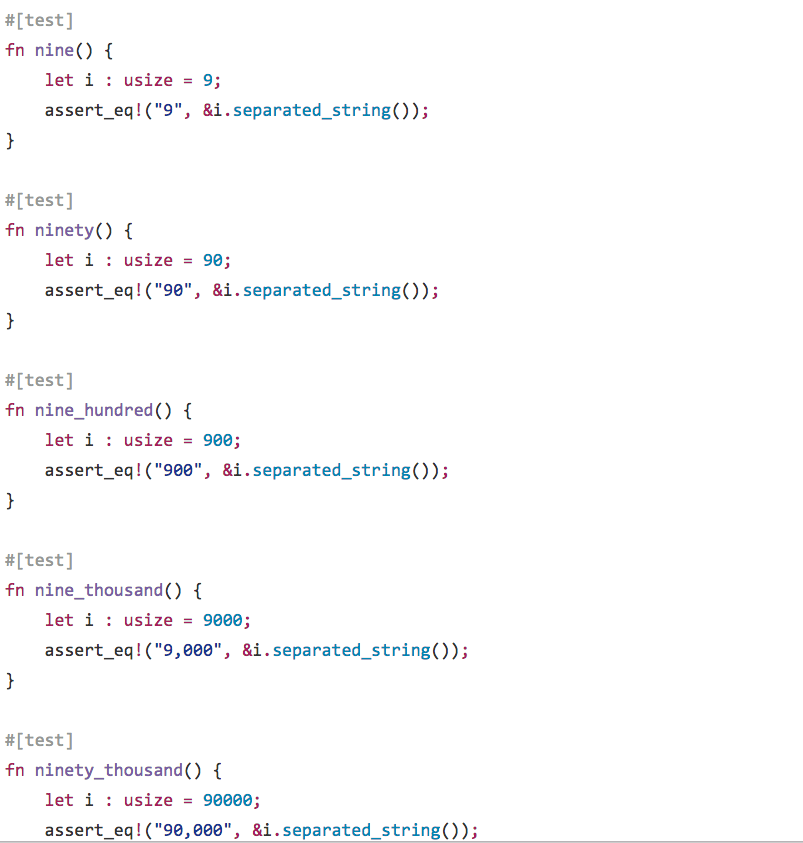 #[test]
fn nine() {
    let i : usize = 9;
    assert_eq!("9", &i.separated_string());
}

#[test]
fn ninety() {
    let i : usize = 90;
    assert_eq!("90", &i.separated_string());
}

#[test]
fn nine_hundred() {
    let i : usize = 900;
    assert_eq!("900", &i.separated_string());
}

#[test]
fn nine_thousand() {
    let i : usize = 9000;
    assert_eq!("9,000", &i.separated_string());
}

#[test]
fn ninety_thousand() {
    let i : usize = 90000;
    assert_eq!("90,000", &i.separated_string());